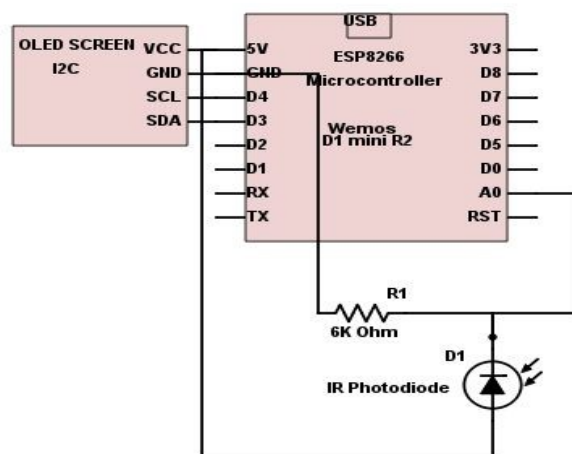 USB
OLED SCREEN
I2C
VCC
GND
SCL
SDA
5V
GND
D4
D3
D2
D1
RX
TX
ESP8266
Microcontroller
Wemos
D1 mini R2
3V3
D8
D7
D6
D5
D0
A0
RST
R1
6K Ohm
D1
IR Photodiode